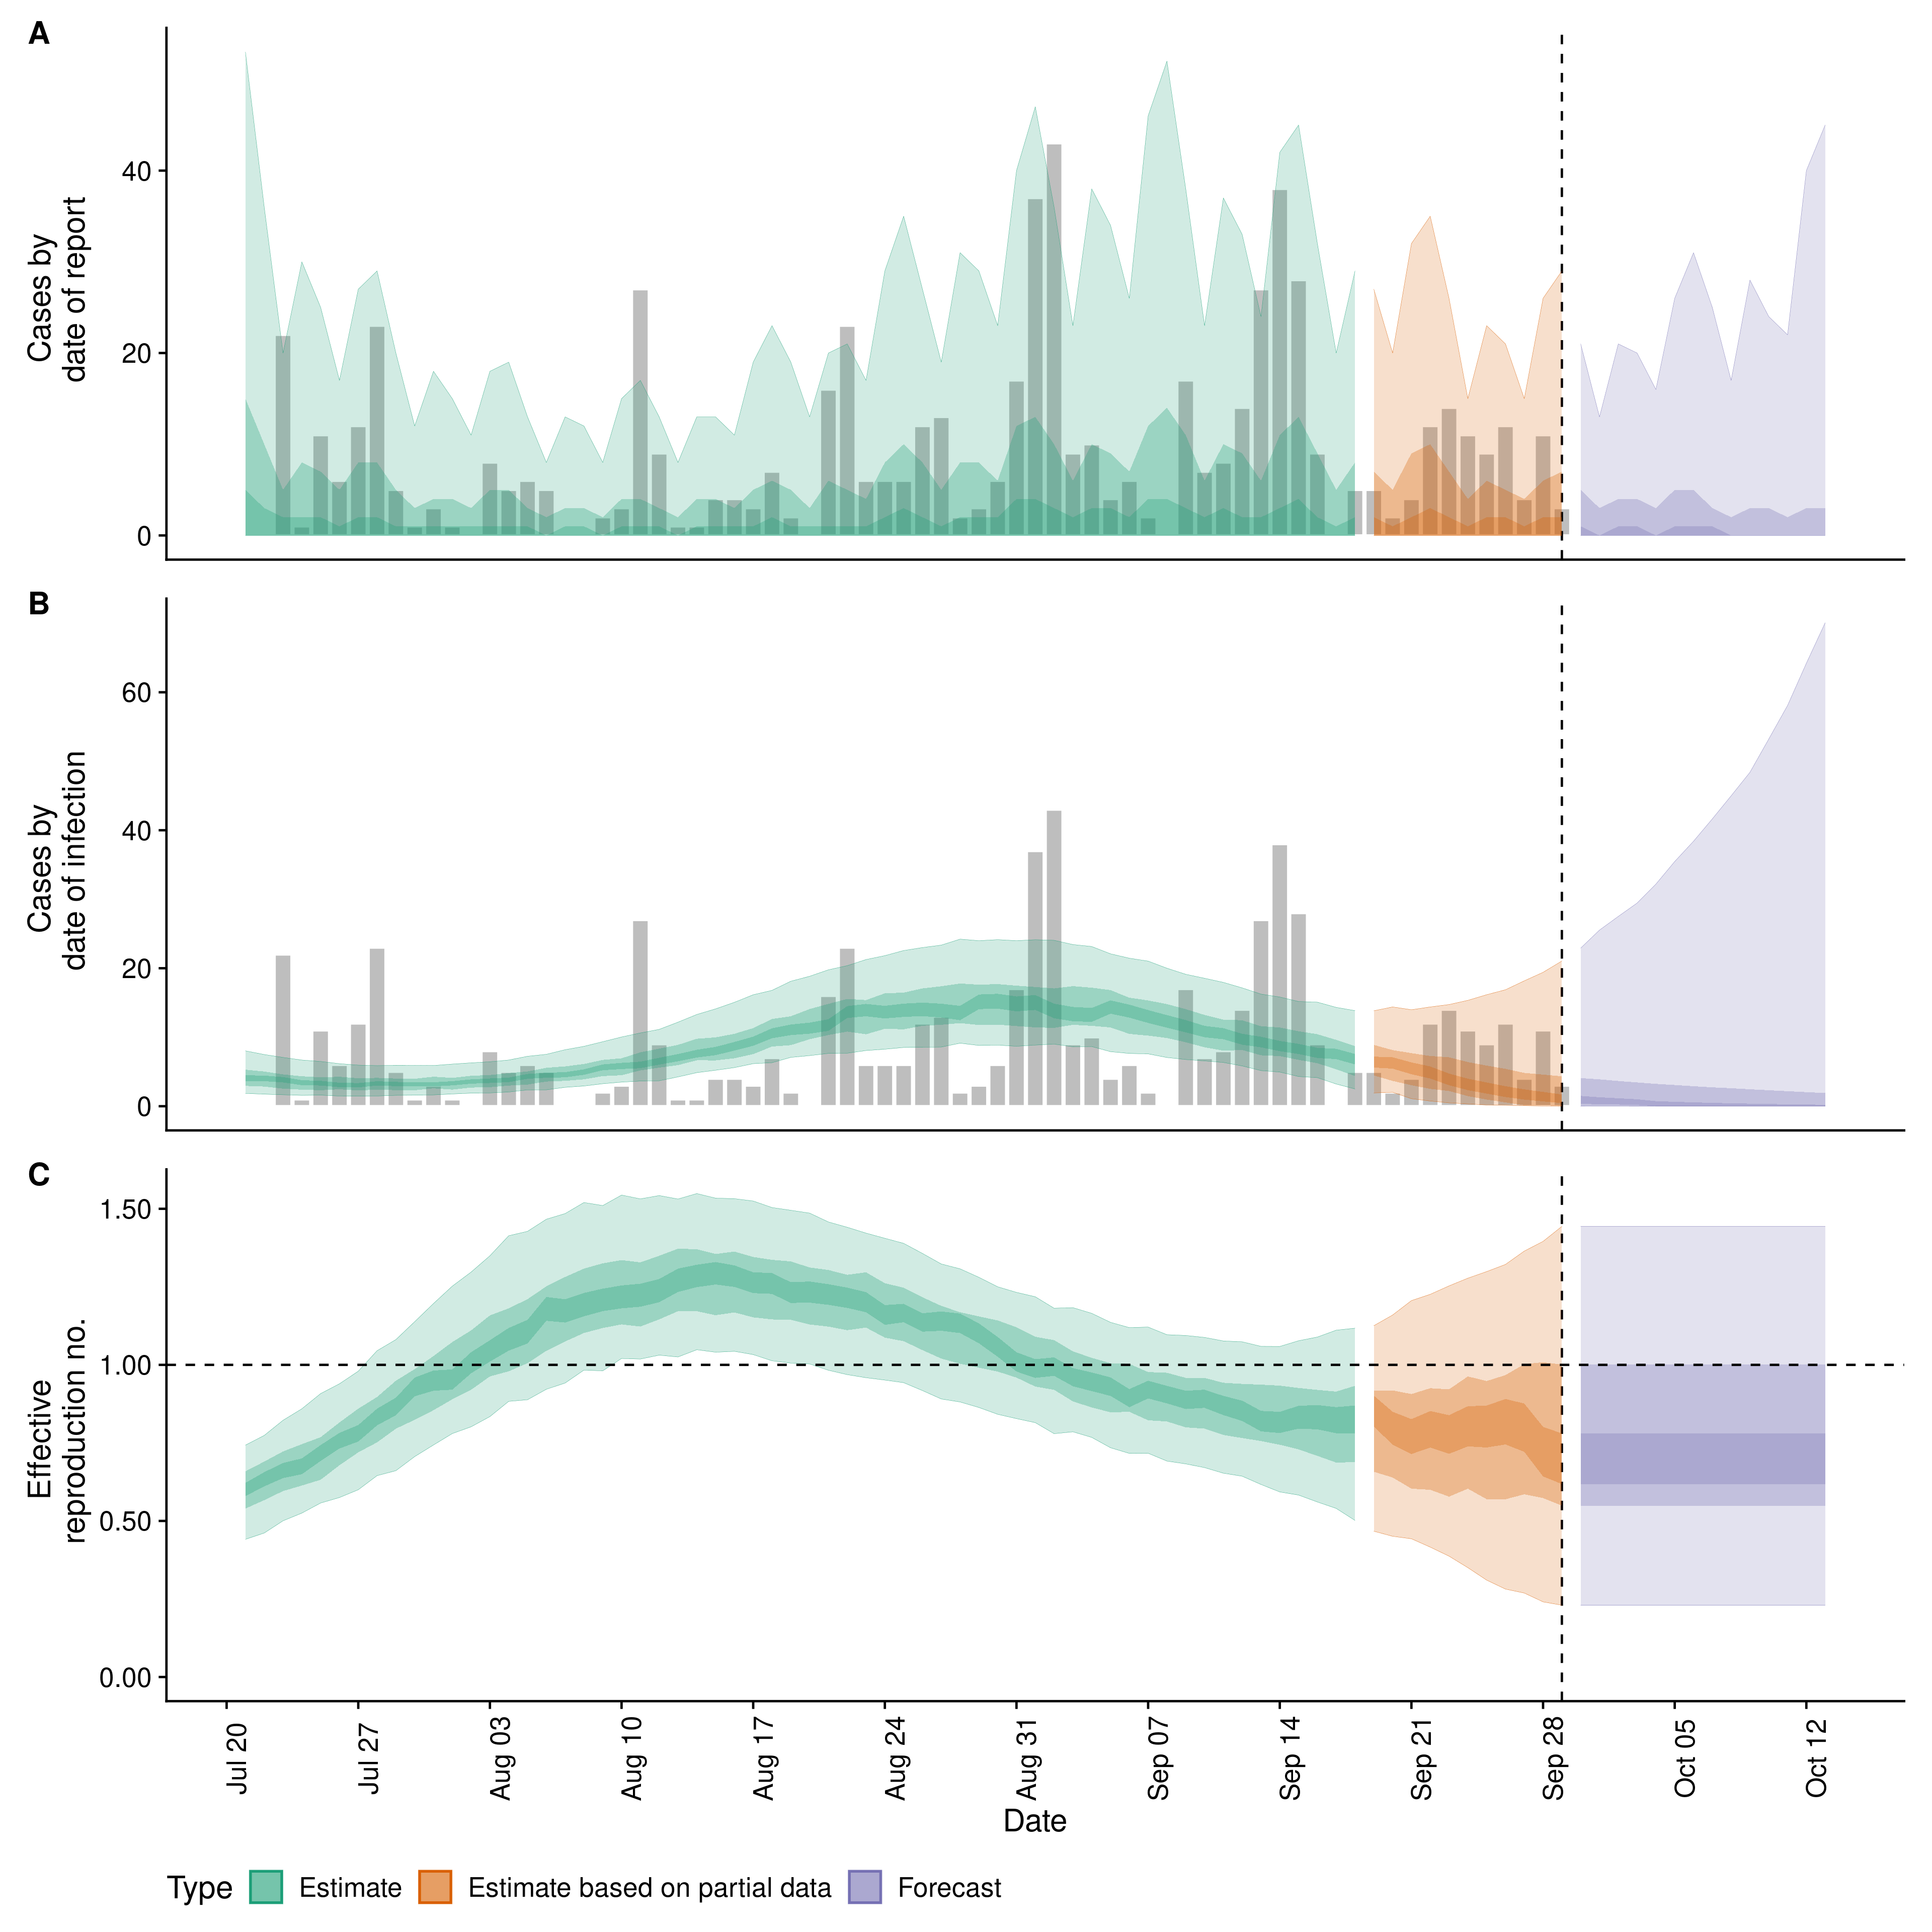 A
Cases by
date of report
40
20
0
B
Cases by
date of infection
60
40
20
0
C
Effective
reproduction no.
1.50
1.00
0.50
0.00
Jul 20
Jul 27
Aug 03
Aug 10
Aug 17
Aug 24
Aug 31
Sep 07
Sep 14
Sep 21
Sep 28
Oct 05
Oct 12
Date
Type Estimate Estimate based on partial data Forecast